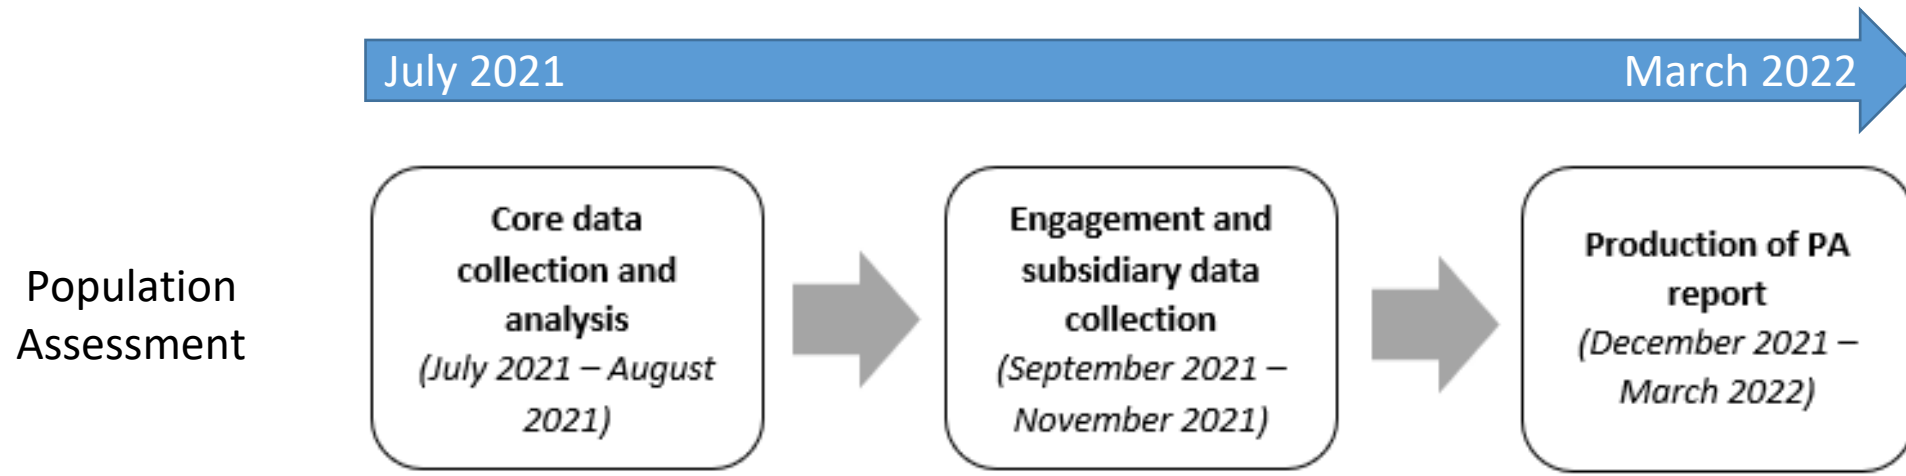 July 2021
March 2022
Population
Assessment
Core data
collection and
analysis
(July 2021 – August
2021)
Engagement and
subsidiary data
collection
(September 2021 –
November 2021)
Production of PA
report
(December 2021 –
March 2022)